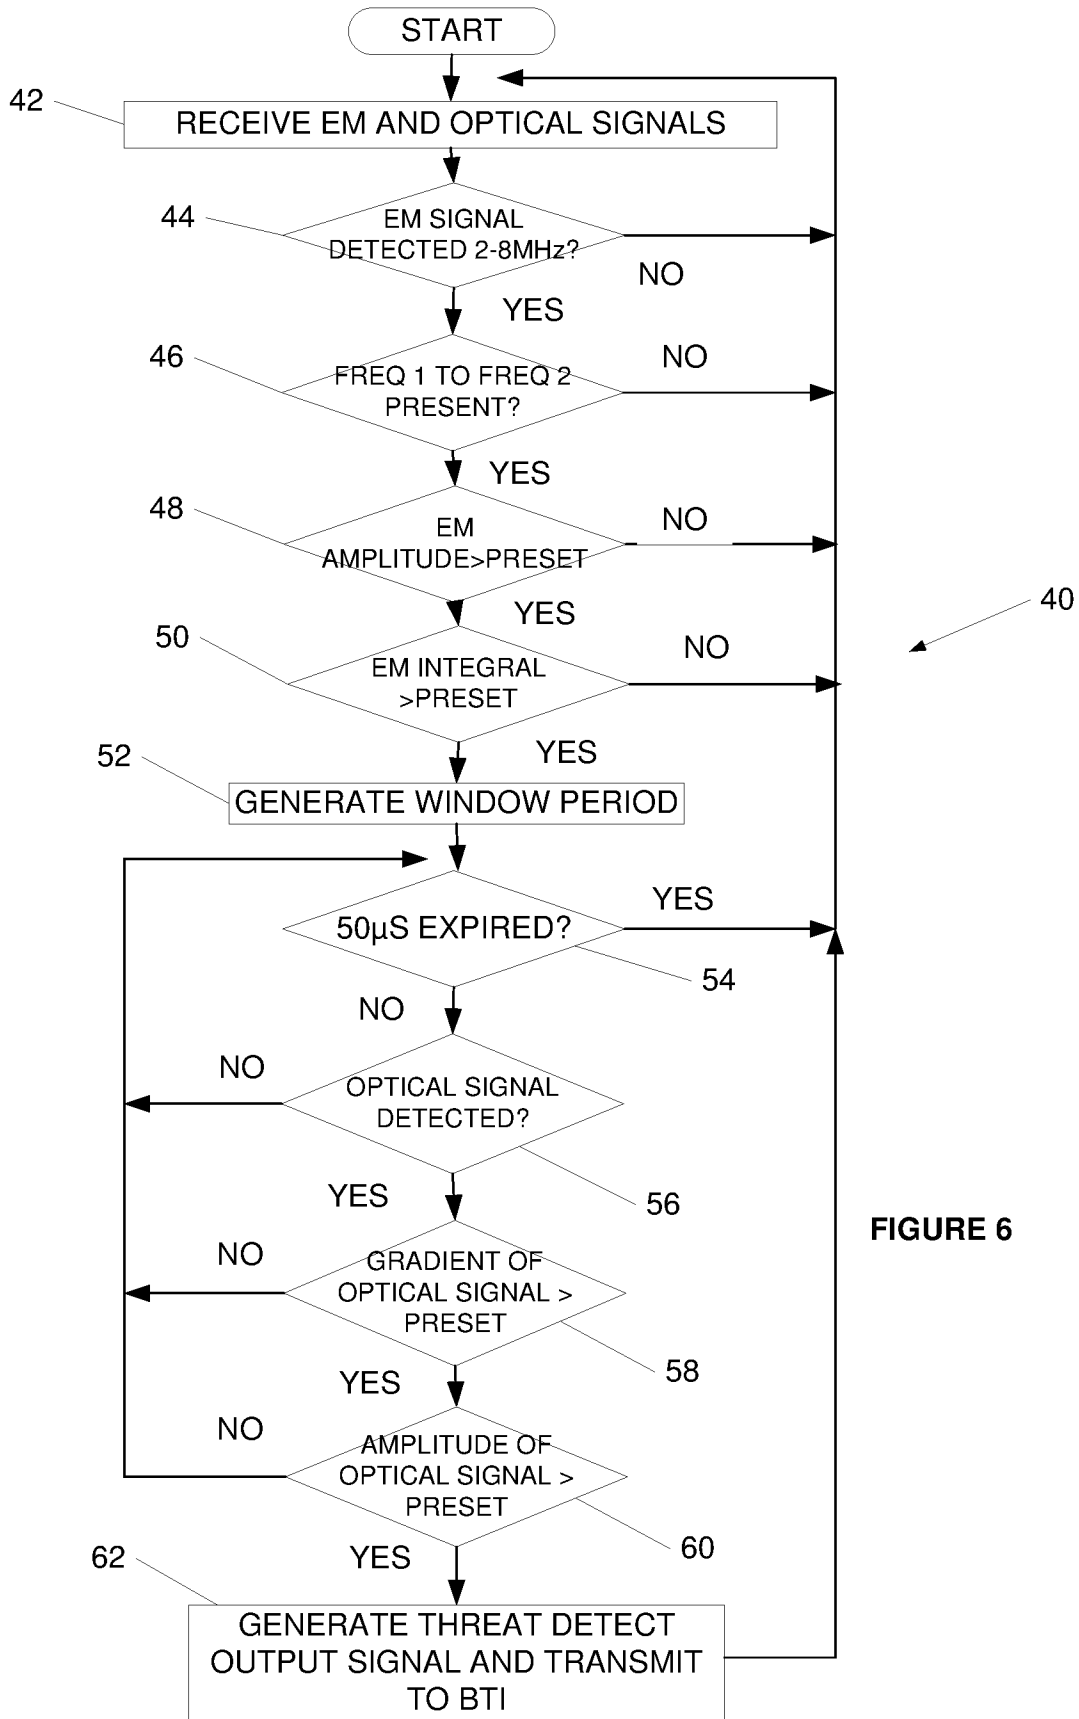 START
42
RECEIVE EM AND OPTICAL SIGNALS
44
EM SIGNAL
DETECTED 2-8MHz?
NO
YES
46
FREQ 1 TO FREQ 2
PRESENT?
NO
YES
48
EM
AMPLITUDE>PRESET
NO
YES
40
50
EM INTEGRAL
>PRESET
NO
YES
52
GENERATE WINDOW PERIOD
50µS EXPIRED?
YES
54
NO
OPTICAL SIGNAL
DETECTED?
NO
56
YES
FIGURE 6
GRADIENT OF
OPTICAL SIGNAL >
PRESET
NO
58
YES
AMPLITUDE OF
OPTICAL SIGNAL >
PRESET
NO
60
YES
62
GENERATE THREAT DETECT
OUTPUT SIGNAL AND TRANSMIT
TO BTI